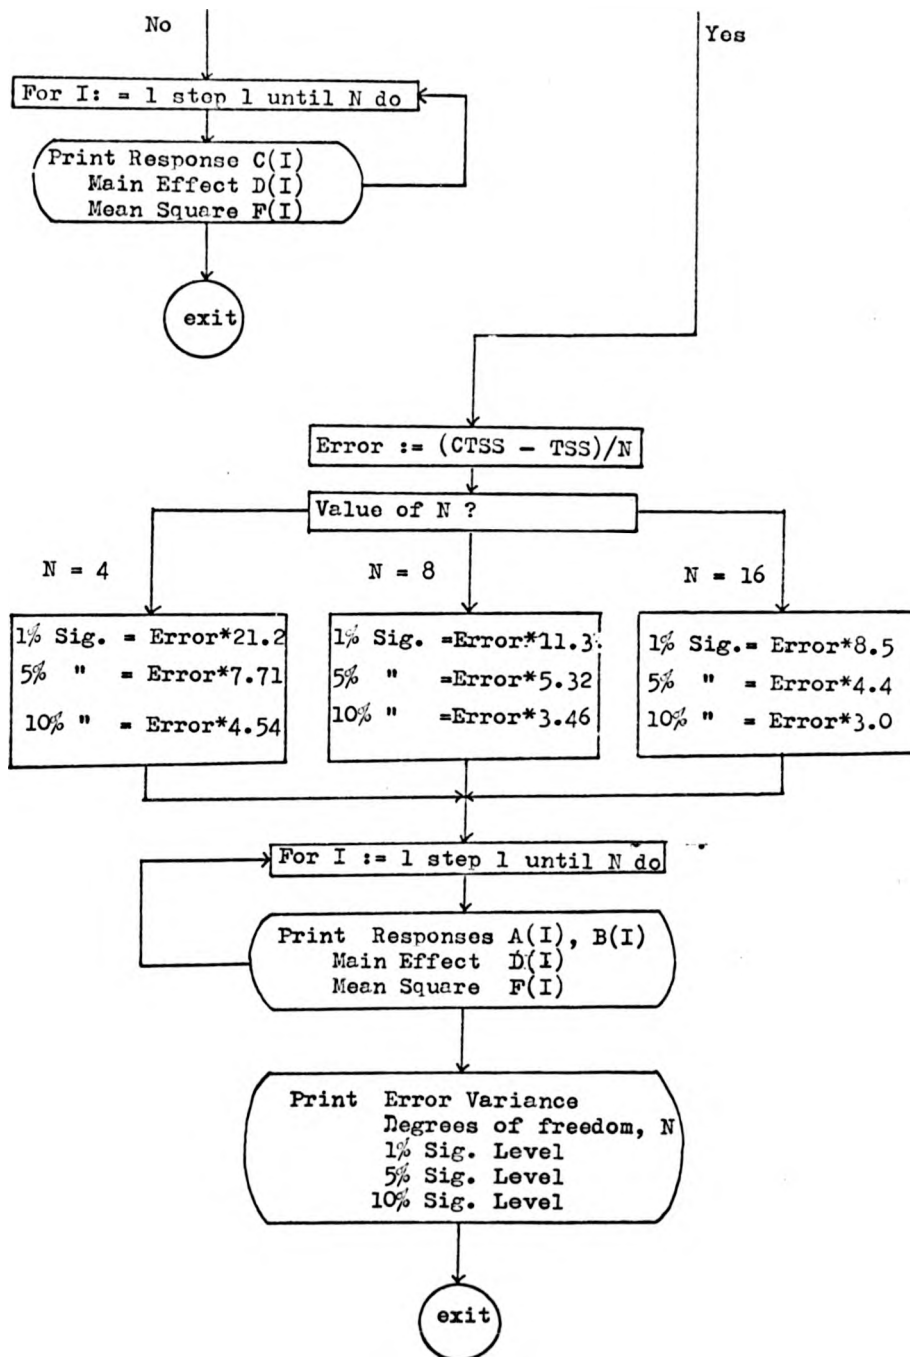 No
Yes
For I: = 1 step 1 until N do
Print Response C(I)
Main Effect D(I)
Mean Square F(I)
exit
Error := (CTSS - TSS)/N
Value of N ?
N = 4
N = 8
N = 16
1% Sig. = Error*21.2
5% " = Error*7.71
10% " = Error*4.54
1% Sig. =Error*11.3
5% " =Error*5.32
10% " =Error*3.46
1% Sig.= Error*8.5
5% " = Error*4.4
10% " = Error*3.0
For I := 1 step 1 until N do
Print Responses A(I), B(I)
Main Effect D(I)
Mean Square F(I)
Print Error Variance
Degrees of freedom, N
1% Sig. Level
5% Sig. Level
10% Sig. Level
exit